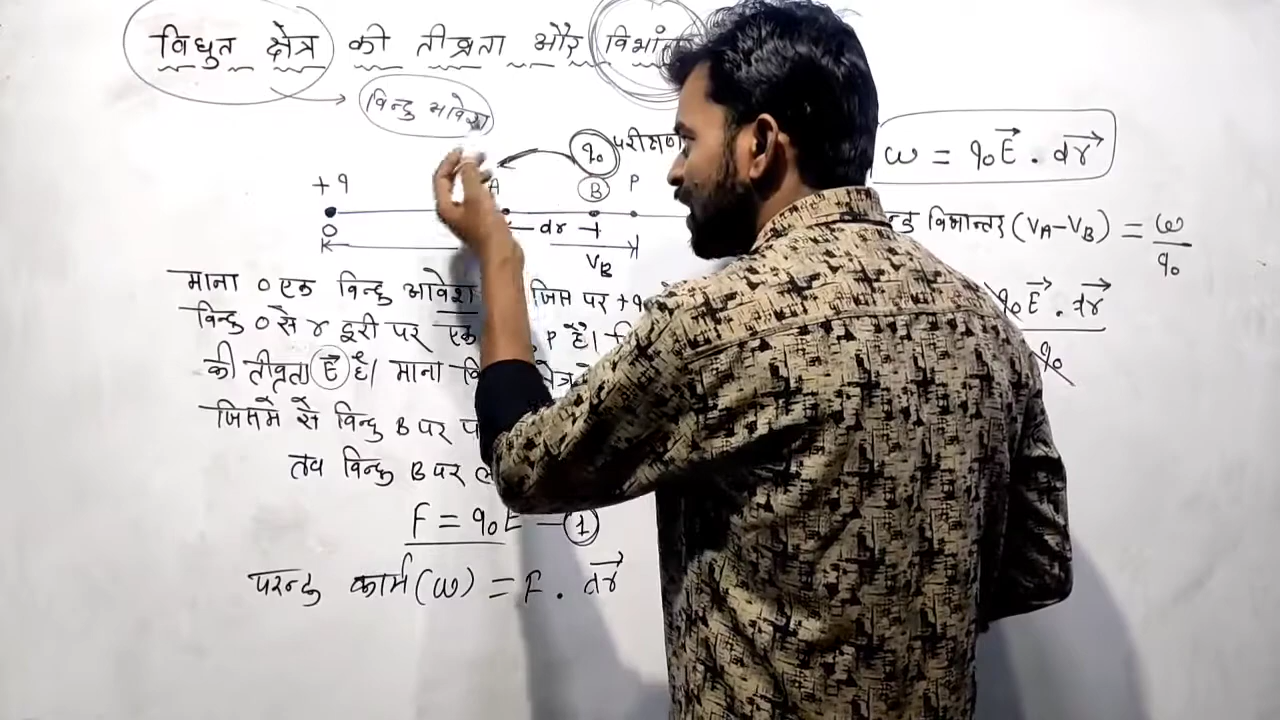 विधुत क्षेत्र की तीव्रता और विभां
बिन्दु आवेश
q₀ परीक्षण
+q A B P
O dr
V_B
माना O एक बिन्दु आवेश जिस पर +q
बिन्दु O से r दूरी पर एक P है।
की तीव्रता E⃗ है। माना
जिसमें से बिन्दु B पर
तब बिन्दु B पर
F = q₀E — ①
परन्तु कार्य (W) = F . dr⃗
W = q₀E⃗ . dr⃗
विभान्तर (V_A-V_B) = W/q₀
q₀E⃗ . dr⃗
q₀